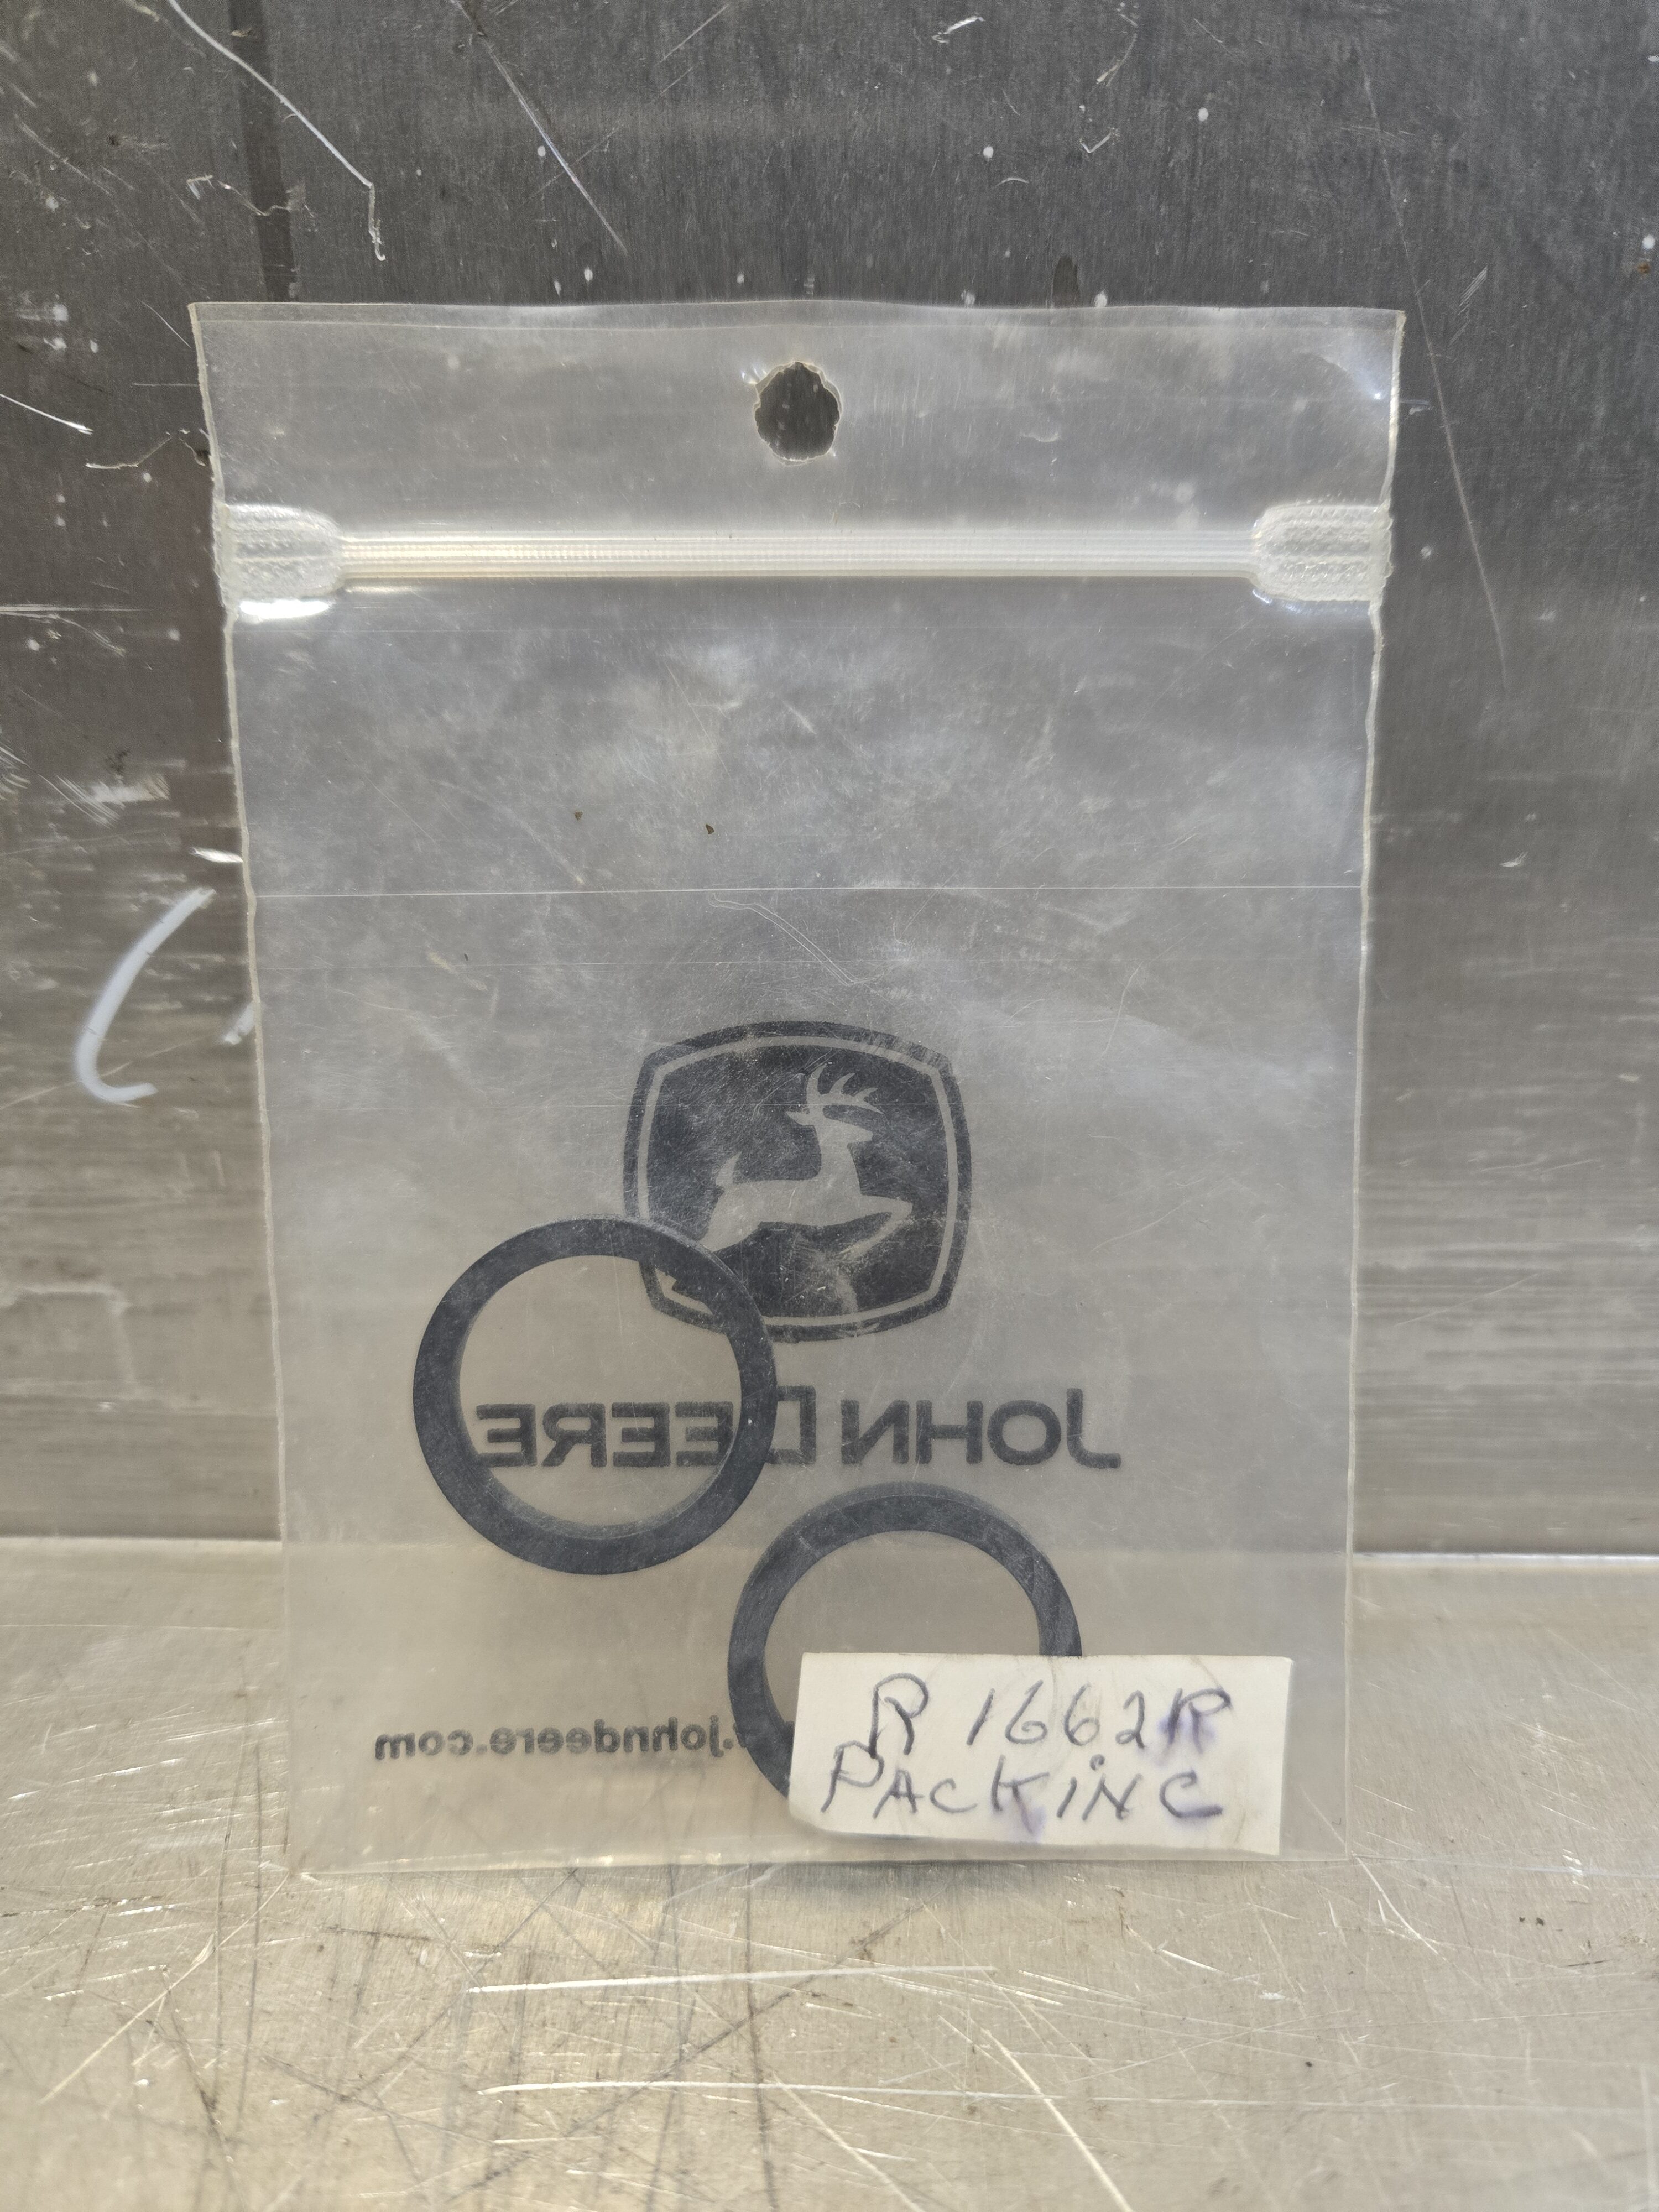 JOHN DEERE
.johndeere.com
R 1662R
PACKING